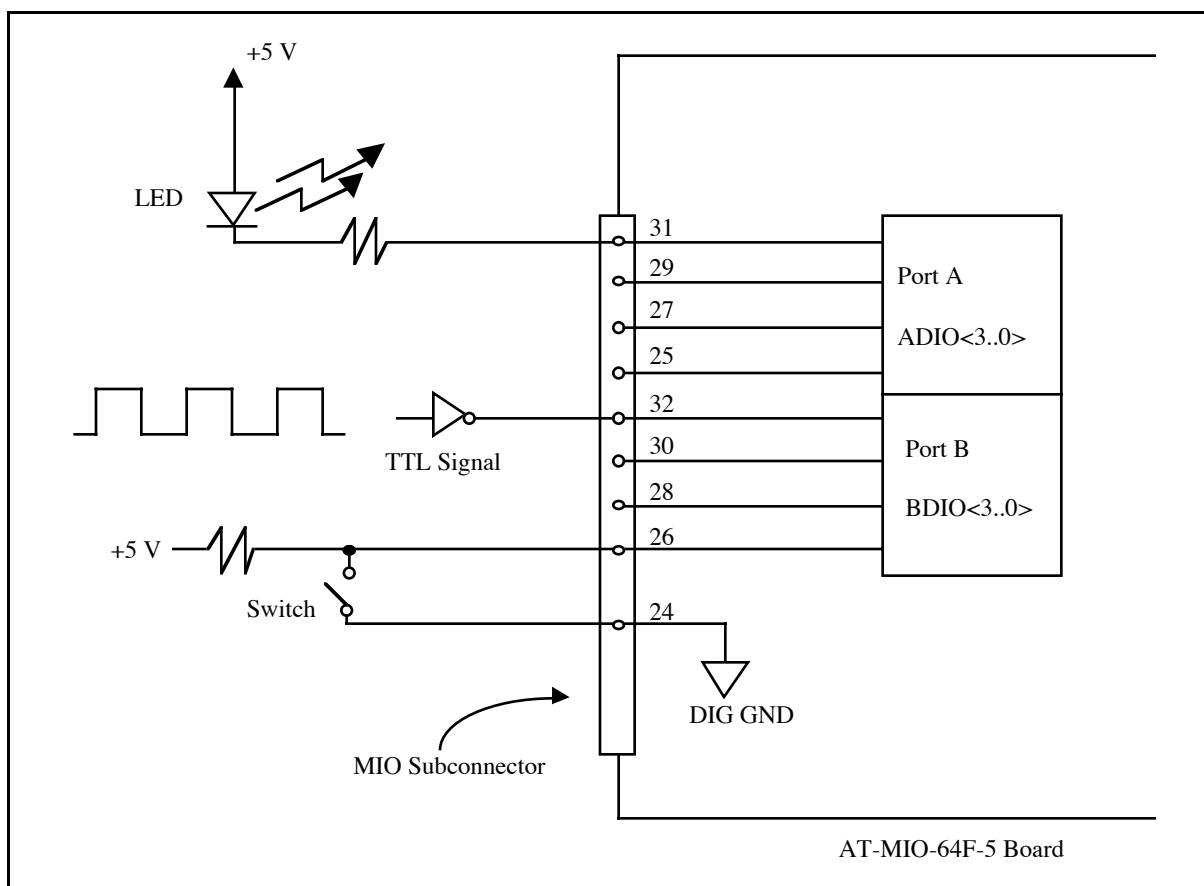 +5 V
LED
31
29
Port A
27
ADIO<3..0>
25
32
TTL Signal
30
Port B
28
BDIO<3..0>
26
+5 V
Switch
24
DIG GND
MIO Subconnector
AT-MIO-64F-5 Board